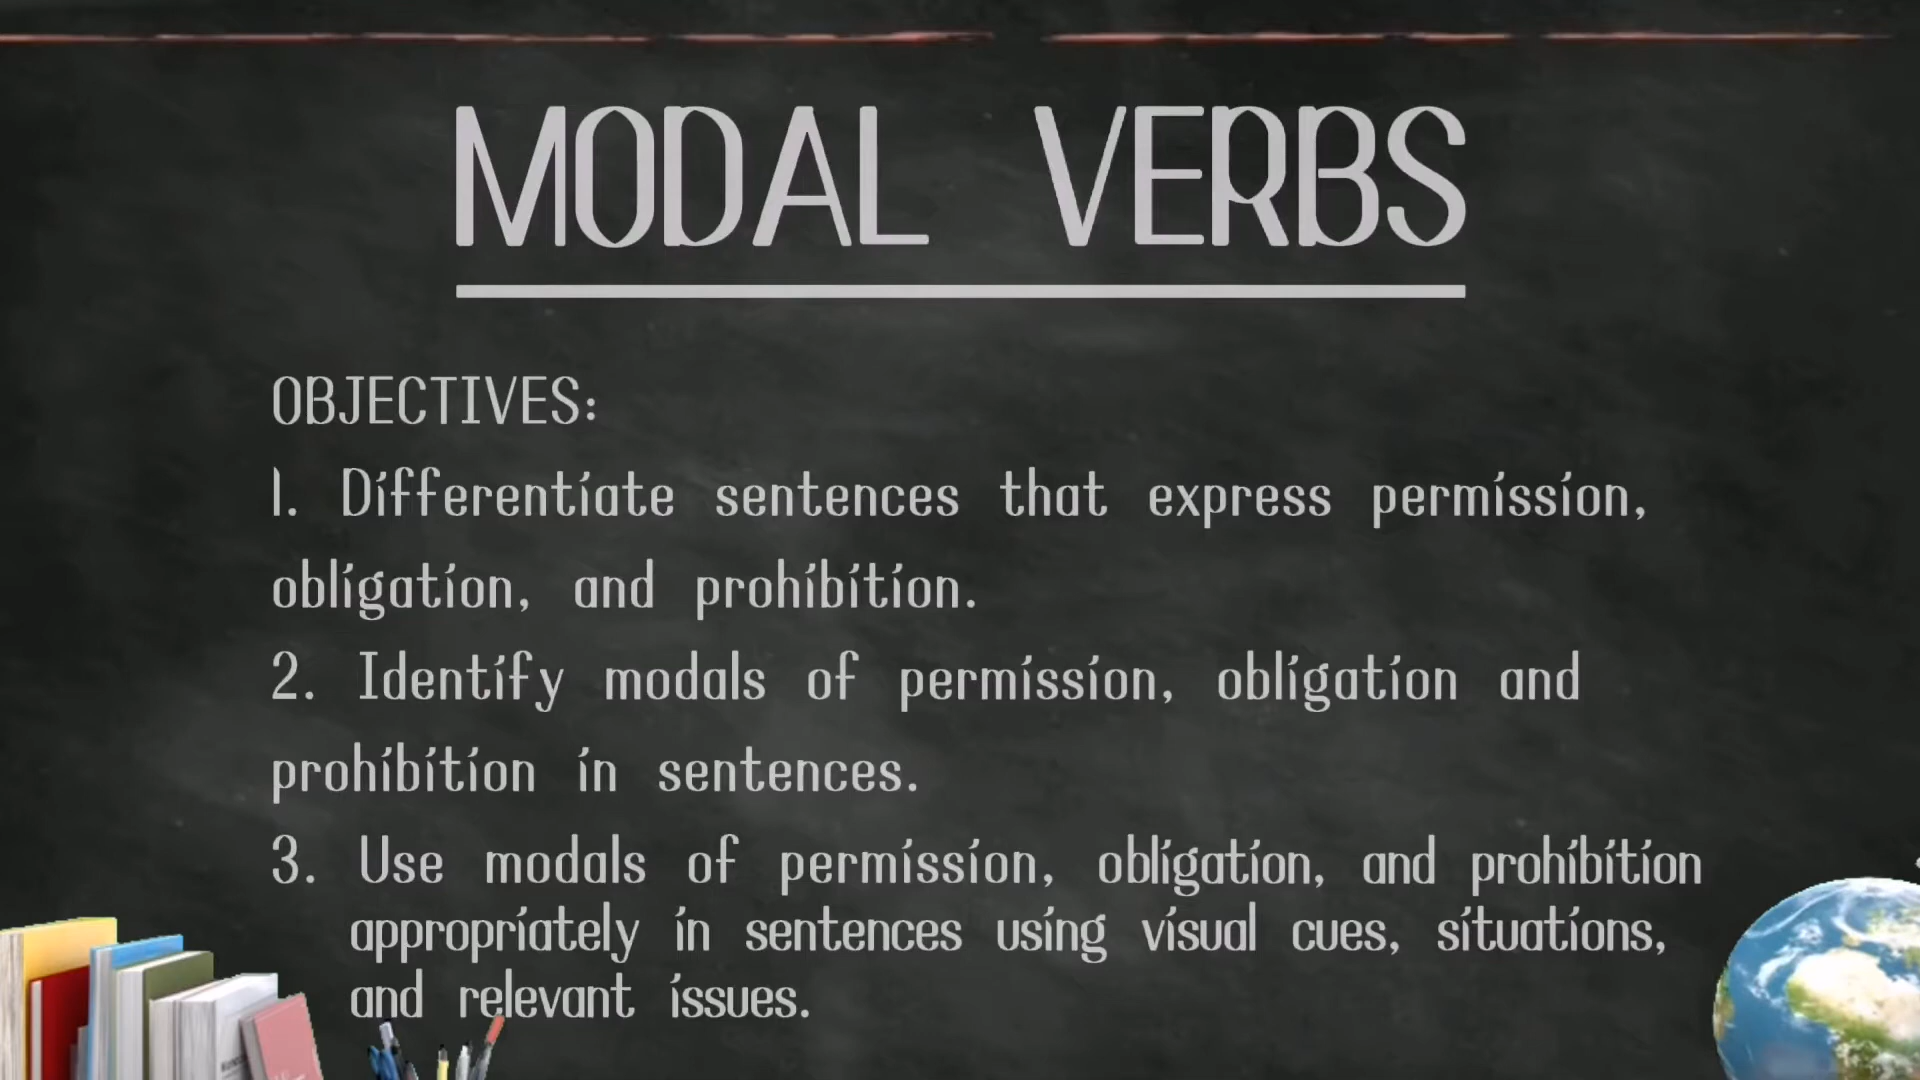 MODAL VERBS
OBJECTIVES:
1. Differentiate sentences that express permission,
obligation, and prohibition.
2. Identify modals of permission, obligation and
prohibition in sentences.
3. Use modals of permission, obligation, and prohibition
appropriately in sentences using visual cues, situations,
and relevant issues.